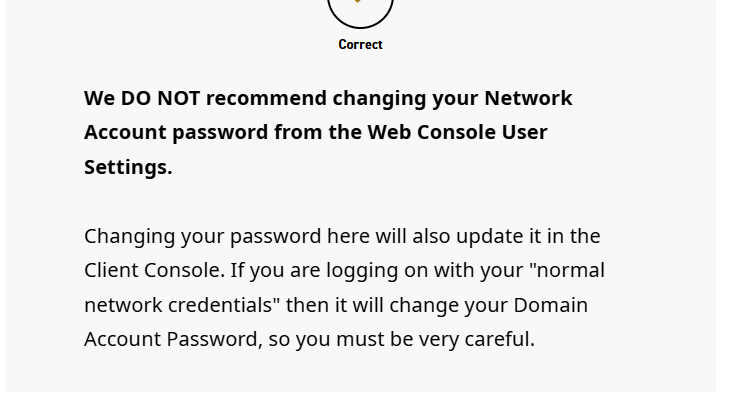 Correct
We DO NOT recommend changing your Network
Account password from the Web Console User
Settings.
Changing your password here will also update it in the
Client Console. If you are logging on with your "normal
network credentials" then it will change your Domain
Account Password, so you must be very careful.